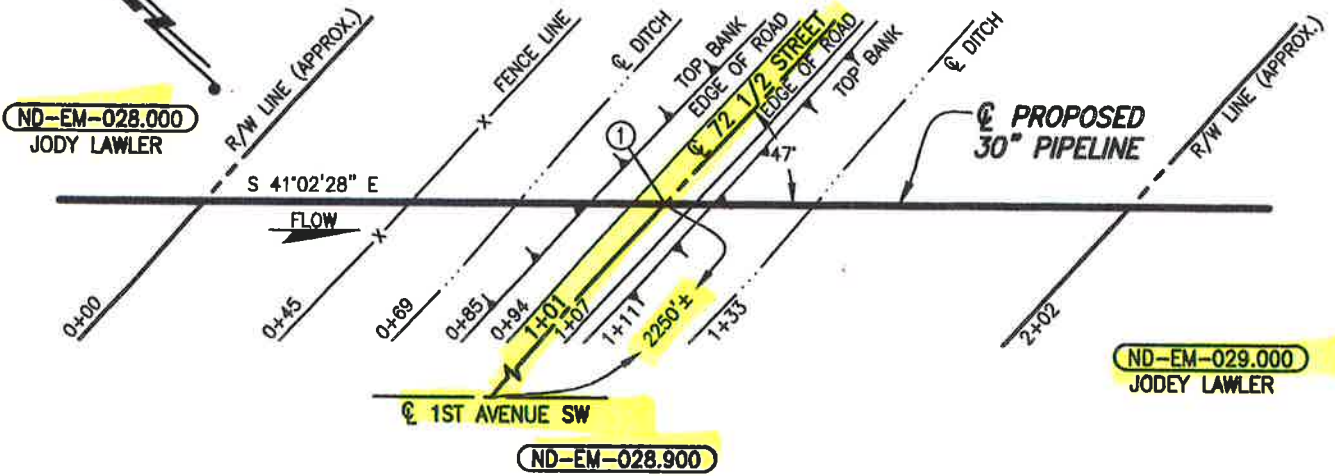 ND-EM-028.000
JODY LAWLER
R/W LINE (APPROX.)
FENCE LINE
℄ DITCH
TOP BANK
EDGE OF ROAD
℄ 72 1/2 STREET
EDGE OF ROAD
TOP BANK
℄ DITCH
R/W LINE (APPROX.)
1
47°
℄ PROPOSED
30" PIPELINE
S 41°02'28" E
FLOW
0+00
0+45
0+69
0+85
0+94
1+01
1+07
1+11
2250'±
1+33
2+02
℄ 1ST AVENUE SW
ND-EM-028.900
ND-EM-029.000
JODEY LAWLER